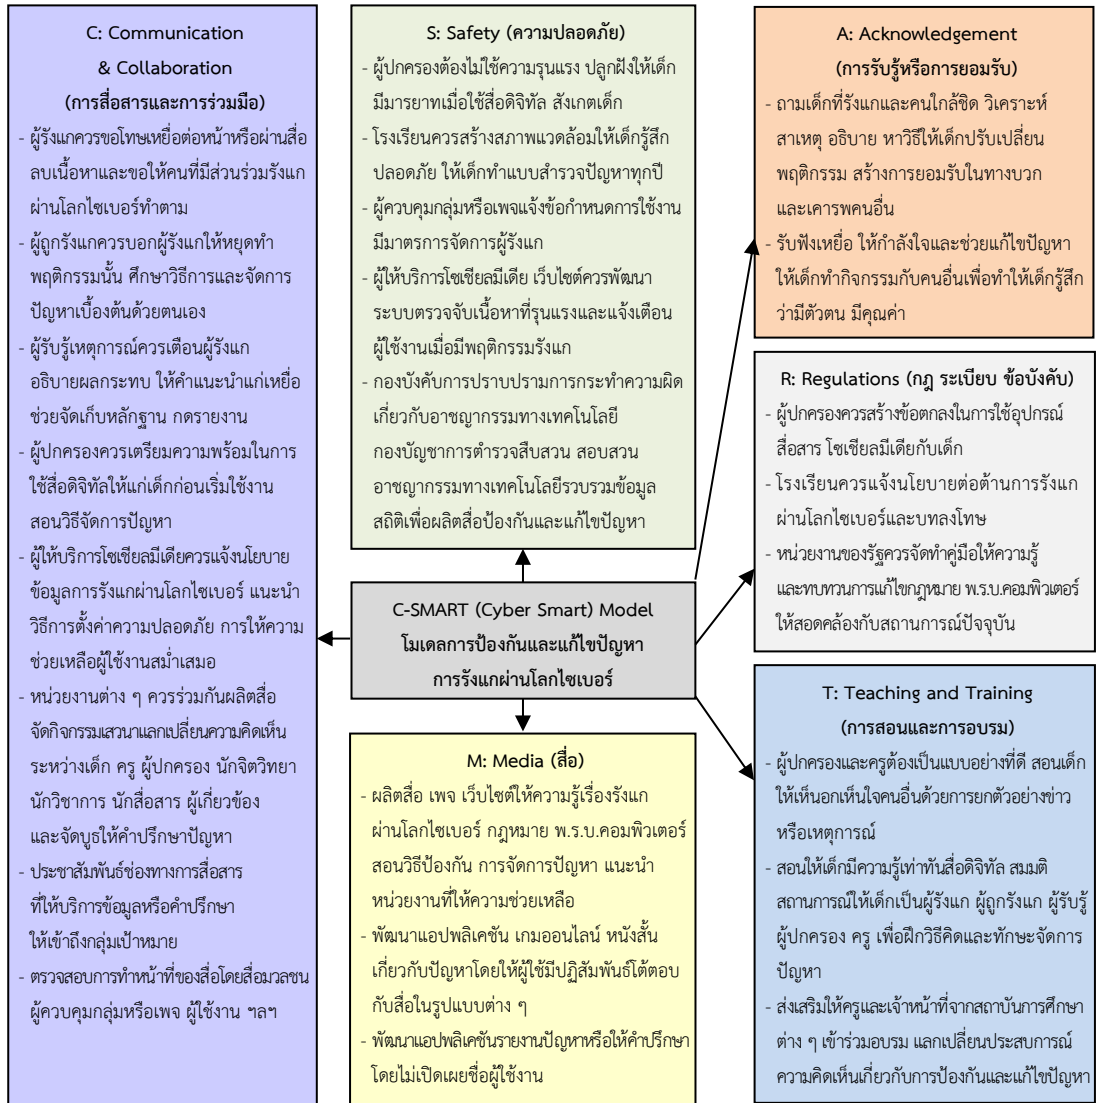 C: Communication
& Collaboration
(การสื่อสารและการร่วมมือ)
- ผู้รังแกควรขอโทษเหยื่อต่อหน้าหรือผ่านสื่อ
ลบเนื้อหาและขอให้คนที่มีส่วนร่วมรังแก
ผ่านโลกไซเบอร์ทำตาม
- ผู้ถูกรังแกควรบอกผู้รังแกให้หยุดทำ
พฤติกรรมนั้น ศึกษาวิธีการและจัดการ
ปัญหาเบื้องต้นด้วยตนเอง
- ผู้รับรู้เหตุการณ์ควรเตือนผู้รังแก
อธิบายผลกระทบ ให้คำแนะนำแก่เหยื่อ
ช่วยจัดเก็บหลักฐาน กดรายงาน
- ผู้ปกครองควรเตรียมความพร้อมในการ
ใช้สื่อดิจิทัลให้แก่เด็กก่อนเริ่มใช้งาน
สอนวิธีจัดการปัญหา
- ผู้ให้บริการโซเชียลมีเดียควรแจ้งนโยบาย
ข้อมูลการรังแกผ่านโลกไซเบอร์ แนะนำ
วิธีการตั้งค่าความปลอดภัย การให้ความ
ช่วยเหลือผู้ใช้งานสม่ำเสมอ
- หน่วยงานต่าง ๆ ควรร่วมกันผลิตสื่อ
จัดกิจกรรมเสวนาแลกเปลี่ยนความคิดเห็น
ระหว่างเด็ก ครู ผู้ปกครอง นักจิตวิทยา
นักวิชาการ นักสื่อสาร ผู้เกี่ยวข้อง
และจัดบูธให้คำปรึกษาปัญหา
- ประชาสัมพันธ์ช่องทางการสื่อสาร
ที่ให้บริการข้อมูลหรือคำปรึกษา
ให้เข้าถึงกลุ่มเป้าหมาย
- ตรวจสอบการทำหน้าที่ของสื่อโดยสื่อมวลชน
ผู้ควบคุมกลุ่มหรือเพจ ผู้ใช้งาน ฯลฯ
S: Safety (ความปลอดภัย)
- ผู้ปกครองต้องไม่ใช้ความรุนแรง ปลูกฝังให้เด็ก
มีมารยาทเมื่อใช้สื่อดิจิทัล สังเกตเด็ก
- โรงเรียนควรสร้างสภาพแวดล้อมให้เด็กรู้สึก
ปลอดภัย ให้เด็กทำแบบสำรวจปัญหาทุกปี
- ผู้ควบคุมกลุ่มหรือเพจแจ้งข้อกำหนดการใช้งาน
มีมาตรการจัดการผู้รังแก
- ผู้ให้บริการโซเชียลมีเดีย เว็บไซต์ควรพัฒนา
ระบบตรวจจับเนื้อหาที่รุนแรงและแจ้งเตือน
ผู้ใช้งานเมื่อมีพฤติกรรมรังแก
- กองบังคับการปราบปรามการกระทำความผิด
เกี่ยวกับอาชญากรรมทางเทคโนโลยี
กองบัญชาการตำรวจสืบสวน สอบสวน
อาชญากรรมทางเทคโนโลยีรวบรวมข้อมูล
สถิติเพื่อผลิตสื่อป้องกันและแก้ไขปัญหา
C-SMART (Cyber Smart) Model
โมเดลการป้องกันและแก้ไขปัญหา
การรังแกผ่านโลกไซเบอร์
M: Media (สื่อ)
- ผลิตสื่อ เพจ เว็บไซต์ให้ความรู้เรื่องรังแก
ผ่านโลกไซเบอร์ กฎหมาย พ.ร.บ.คอมพิวเตอร์
สอนวิธีป้องกัน การจัดการปัญหา แนะนำ
หน่วยงานที่ให้ความช่วยเหลือ
- พัฒนาแอปพลิเคชัน เกมออนไลน์ หนังสั้น
เกี่ยวกับปัญหาโดยให้ผู้ใช้มีปฏิสัมพันธ์โต้ตอบ
กับสื่อในรูปแบบต่าง ๆ
- พัฒนาแอปพลิเคชันรายงานปัญหาหรือให้คำปรึกษา
โดยไม่เปิดเผยชื่อผู้ใช้งาน
A: Acknowledgement
(การรับรู้หรือการยอมรับ)
- ถามเด็กที่รังแกและคนใกล้ชิด วิเคราะห์
สาเหตุ อธิบาย หาวิธีให้เด็กปรับเปลี่ยน
พฤติกรรม สร้างการยอมรับในทางบวก
และเคารพคนอื่น
- รับฟังเหยื่อ ให้กำลังใจและช่วยแก้ไขปัญหา
ให้เด็กทำกิจกรรมกับคนอื่นเพื่อทำให้เด็กรู้สึก
ว่ามีตัวตน มีคุณค่า
R: Regulations (กฎ ระเบียบ ข้อบังคับ)
- ผู้ปกครองควรสร้างข้อตกลงในการใช้อุปกรณ์
สื่อสาร โซเชียลมีเดียกับเด็ก
- โรงเรียนควรแจ้งนโยบายต่อต้านการรังแก
ผ่านโลกไซเบอร์และบทลงโทษ
- หน่วยงานของรัฐควรจัดทำคู่มือให้ความรู้
และทบทวนการแก้ไขกฎหมาย พ.ร.บ.คอมพิวเตอร์
ให้สอดคล้องกับสถานการณ์ปัจจุบัน
T: Teaching and Training
(การสอนและการอบรม)
- ผู้ปกครองและครูต้องเป็นแบบอย่างที่ดี สอนเด็ก
ให้เห็นอกเห็นใจคนอื่นด้วยการยกตัวอย่างข่าว
หรือเหตุการณ์
- สอนให้เด็กมีความรู้เท่าทันสื่อดิจิทัล สมมติ
สถานการณ์ให้เด็กเป็นผู้รังแก ผู้ถูกรังแก ผู้รับรู้
ผู้ปกครอง ครู เพื่อฝึกวิธีคิดและทักษะจัดการ
ปัญหา
- ส่งเสริมให้ครูและเจ้าหน้าที่จากสถาบันการศึกษา
ต่าง ๆ เข้าร่วมอบรม แลกเปลี่ยนประสบการณ์
ความคิดเห็นเกี่ยวกับการป้องกันและแก้ไขปัญหา